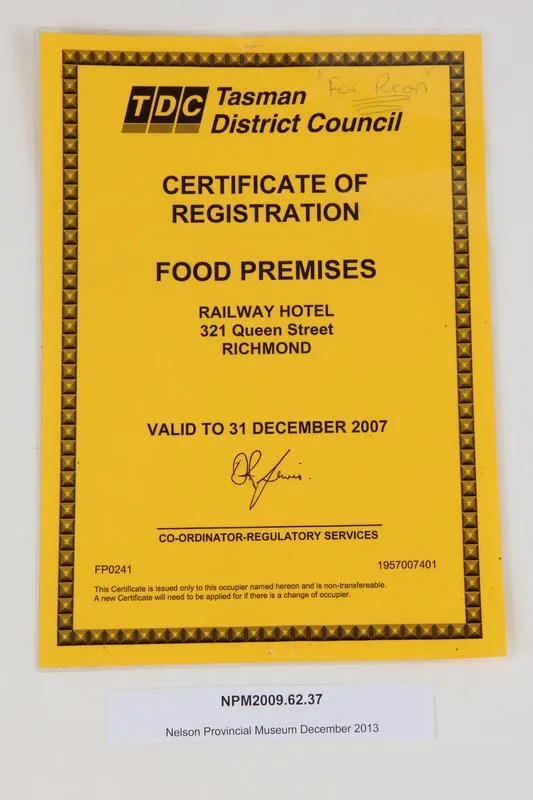 "For Rean"
TDC Tasman
District Council
CERTIFICATE OF
REGISTRATION
FOOD PREMISES
RAILWAY HOTEL
321 Queen Street
RICHMOND
VALID TO 31 DECEMBER 2007
CO-ORDINATOR-REGULATORY SERVICES
FP0241 1957007401
This Certificate is issued only to this occupier named hereon and is non-transfereable.
A new Certificate will need to be applied for if there is a change of occupier.
NPM2009.62.37
Nelson Provincial Museum December 2013